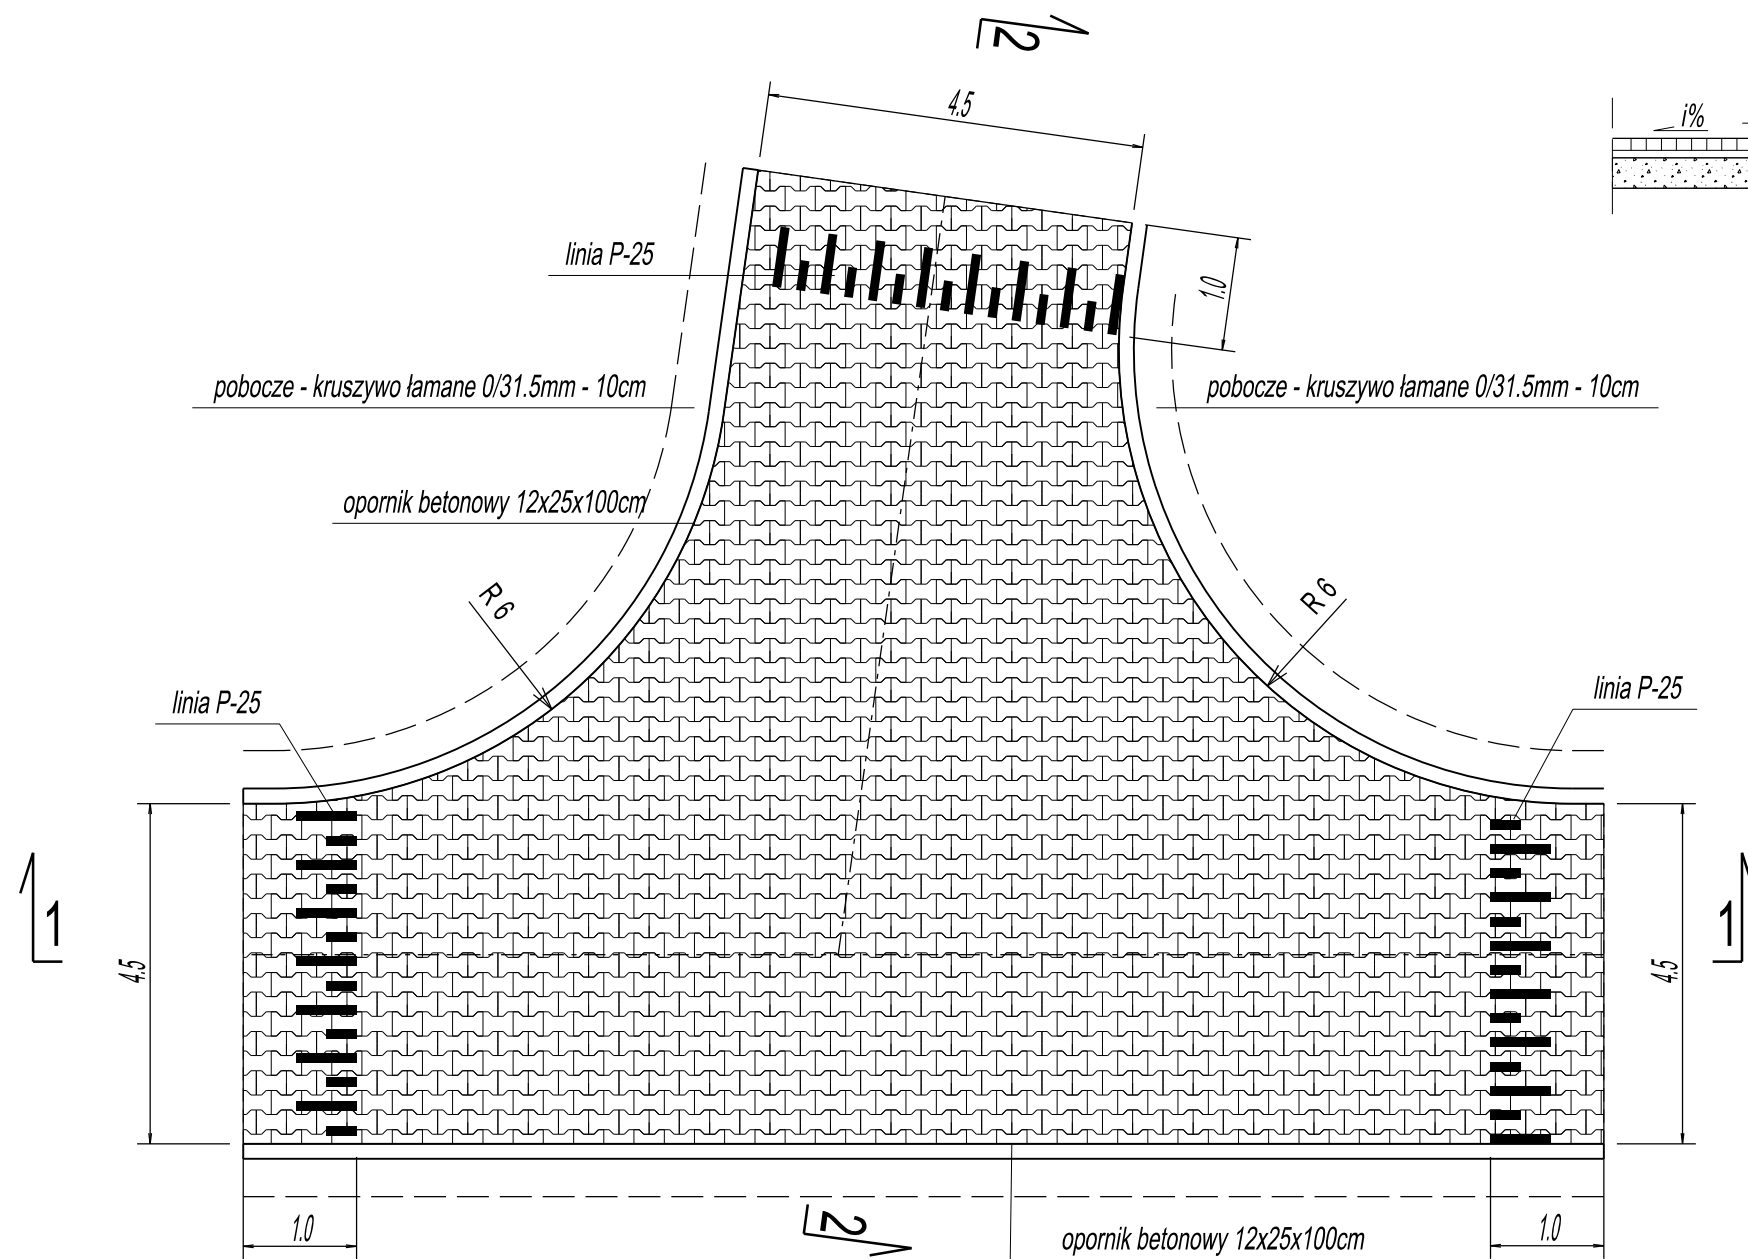 2
4.5
i%
linia P-25
1.0
pobocze - kruszywo łamane 0/31.5mm - 10cm
pobocze - kruszywo łamane 0/31.5mm - 10cm
opornik betonowy 12x25x100cm
R 6
R 6
linia P-25
linia P-25
1
1
4.5
4.5
2
1.0
opornik betonowy 12x25x100cm
1.0